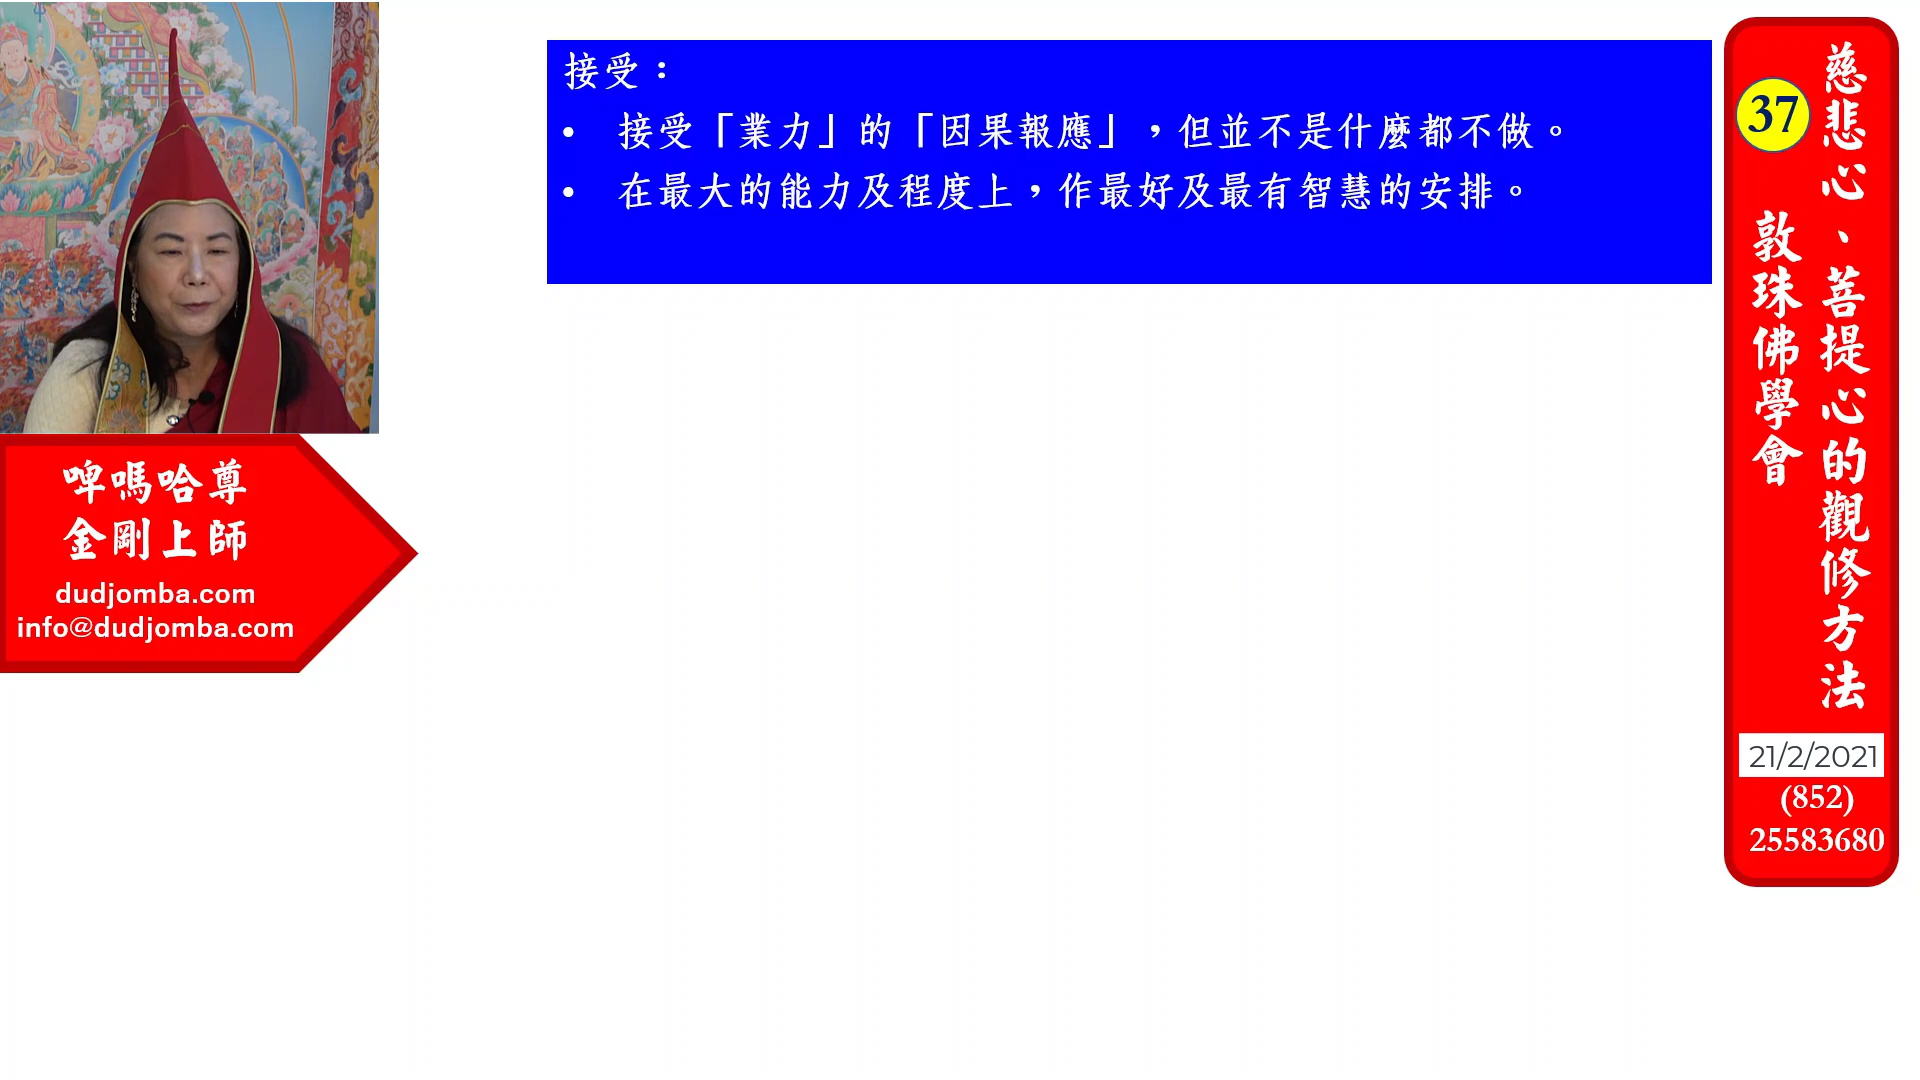 接受：
• 接受「業力」的「因果報應」，但並不是什麼都不做。
• 在最大的能力及程度上，作最好及最有智慧的安排。
啤嗎哈尊
金剛上師
dudjomba.com
info@dudjomba.com
慈悲心、菩提心的觀修方法
37
敦珠佛學會
21/2/2021
(852)
25583680